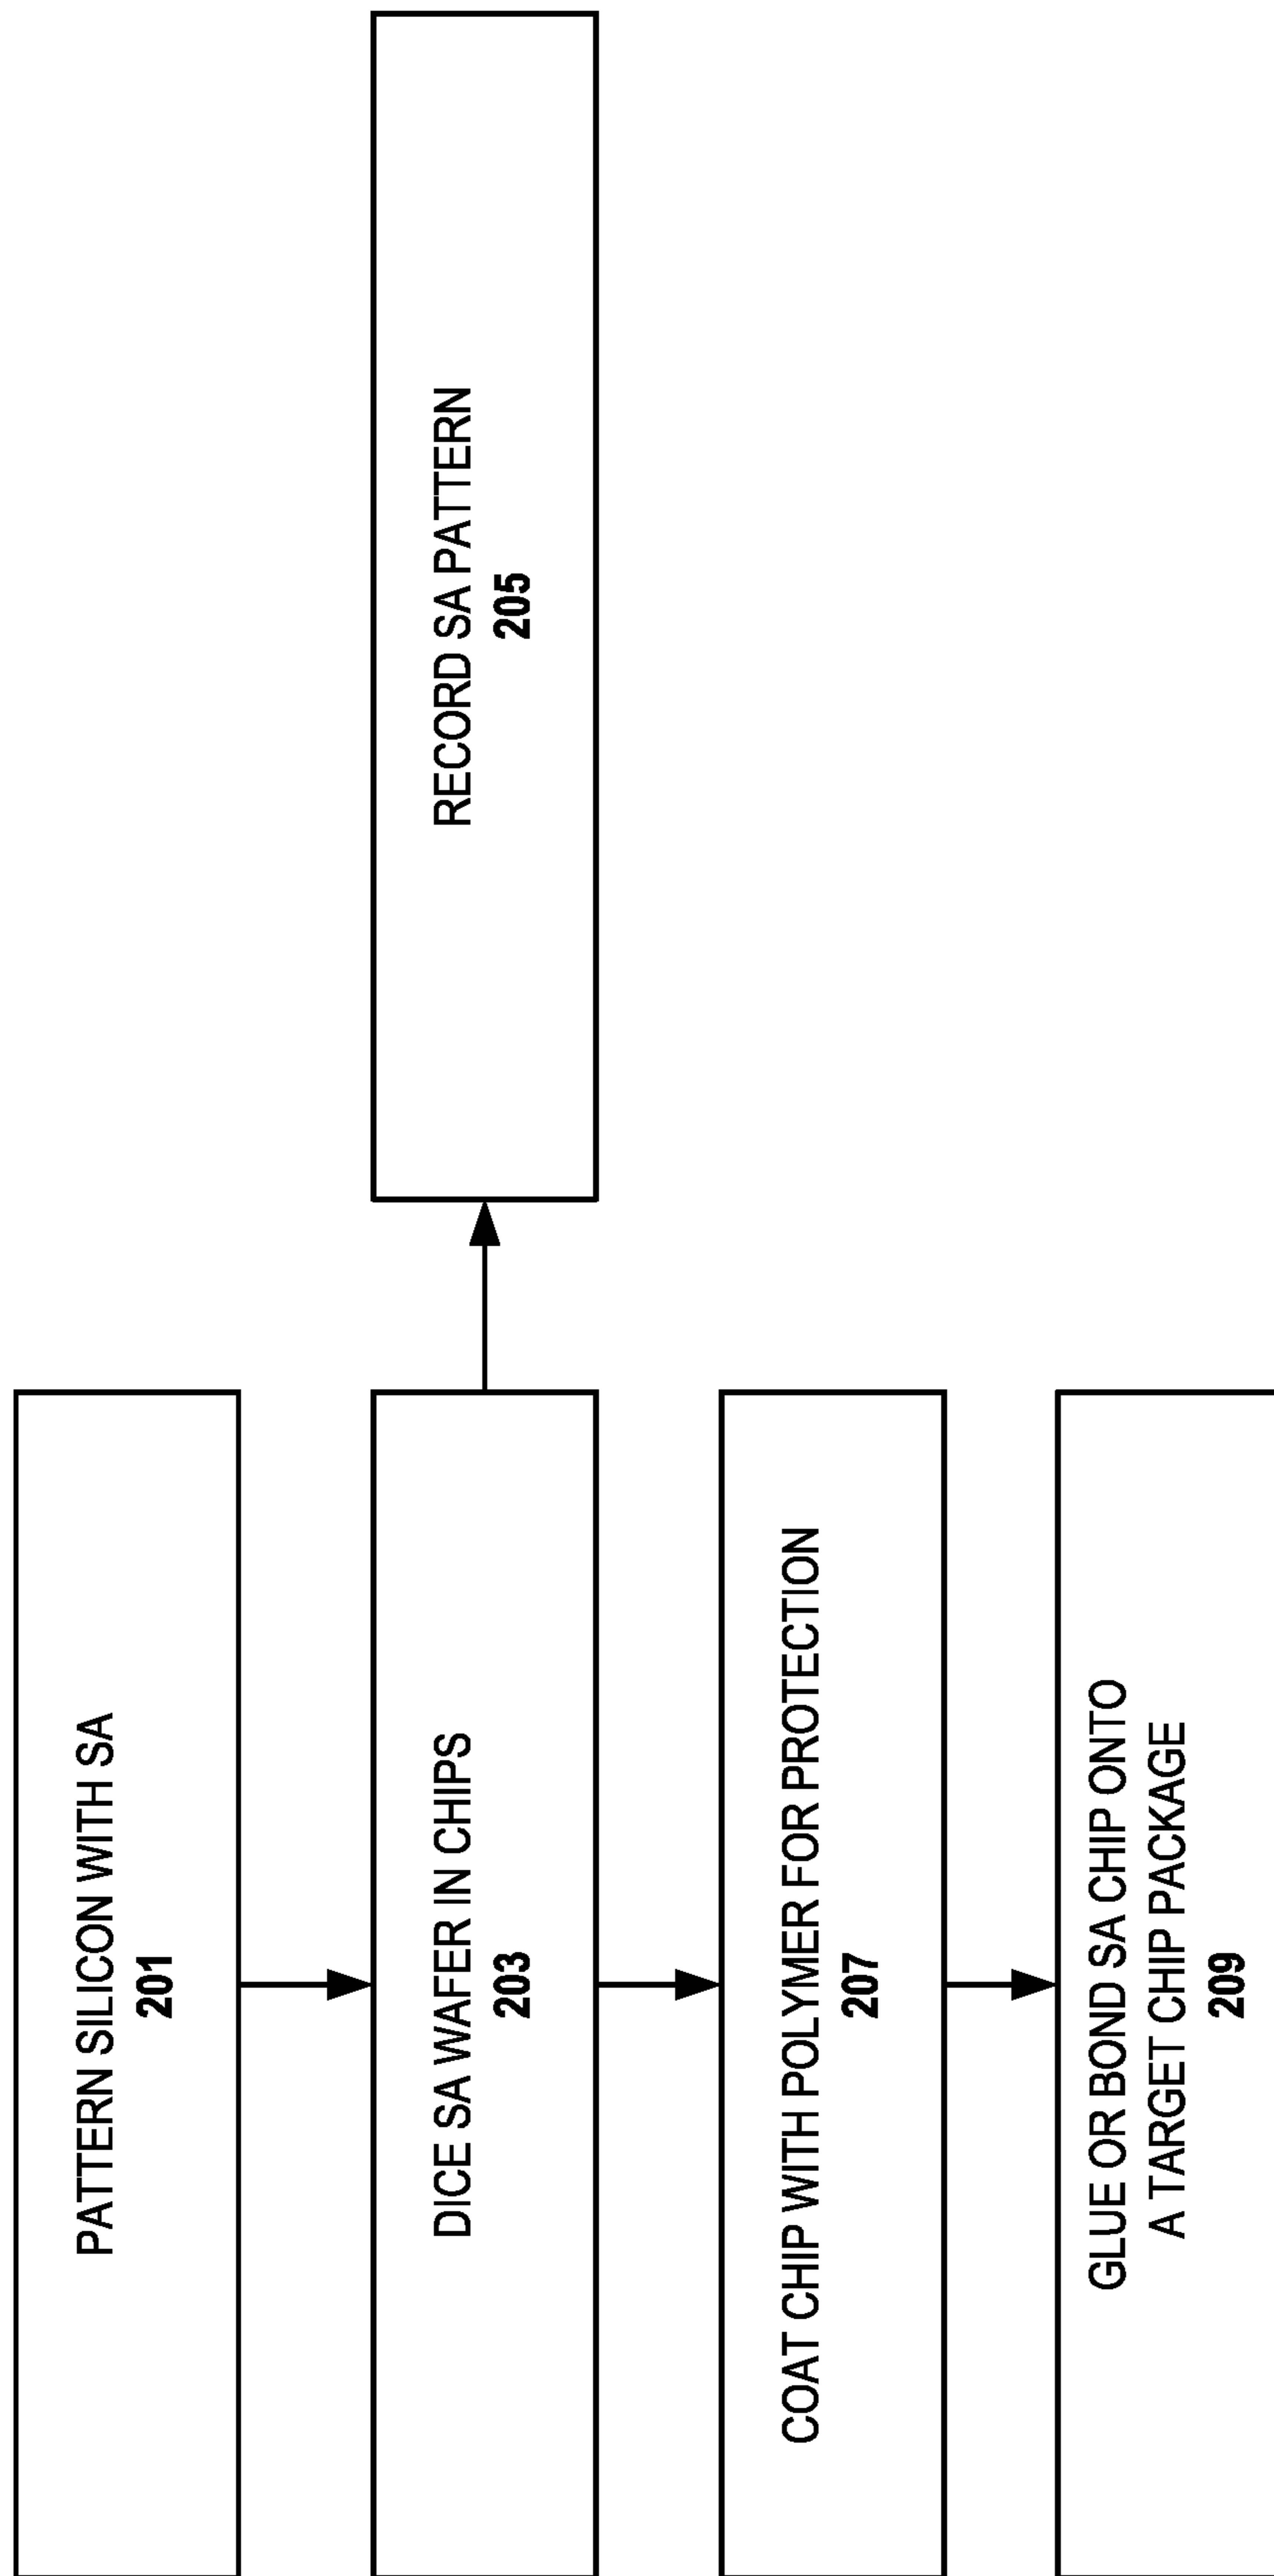 PATTERN SILICON WITH SA
201
DICE SA WAFER IN CHIPS
203
RECORD SA PATTERN
205
COAT CHIP WITH POLYMER FOR PROTECTION
207
GLUE OR BOND SA CHIP ONTO
A TARGET CHIP PACKAGE
209